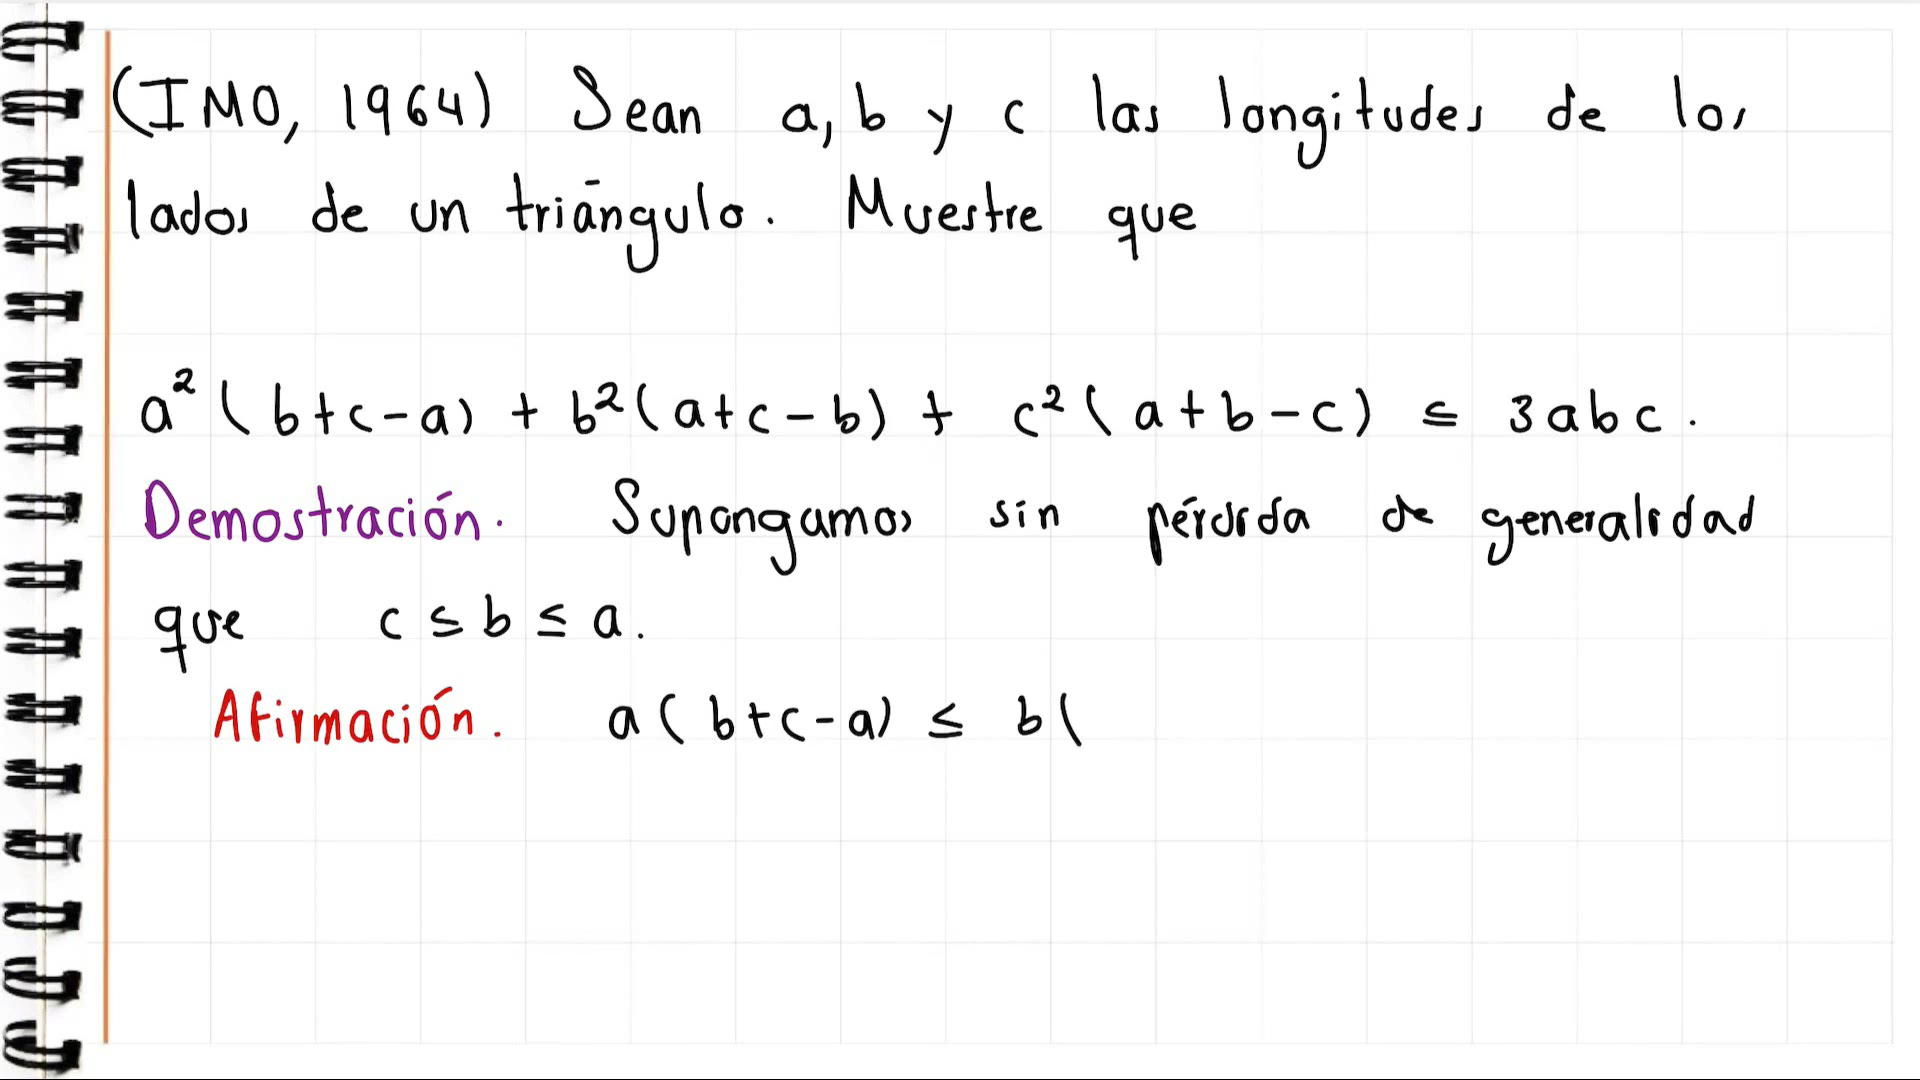 (IMO, 1964) Sean a, b y c las longitudes de los
lados de un triángulo. Muestre que
a² (b+c-a) + b² (a+c-b) + c² (a+b-c) ≤ 3abc.
Demostración. Supongamos sin pérdida de generalidad
que c ≤ b ≤ a.
Afirmación. a(b+c-a) ≤ b(